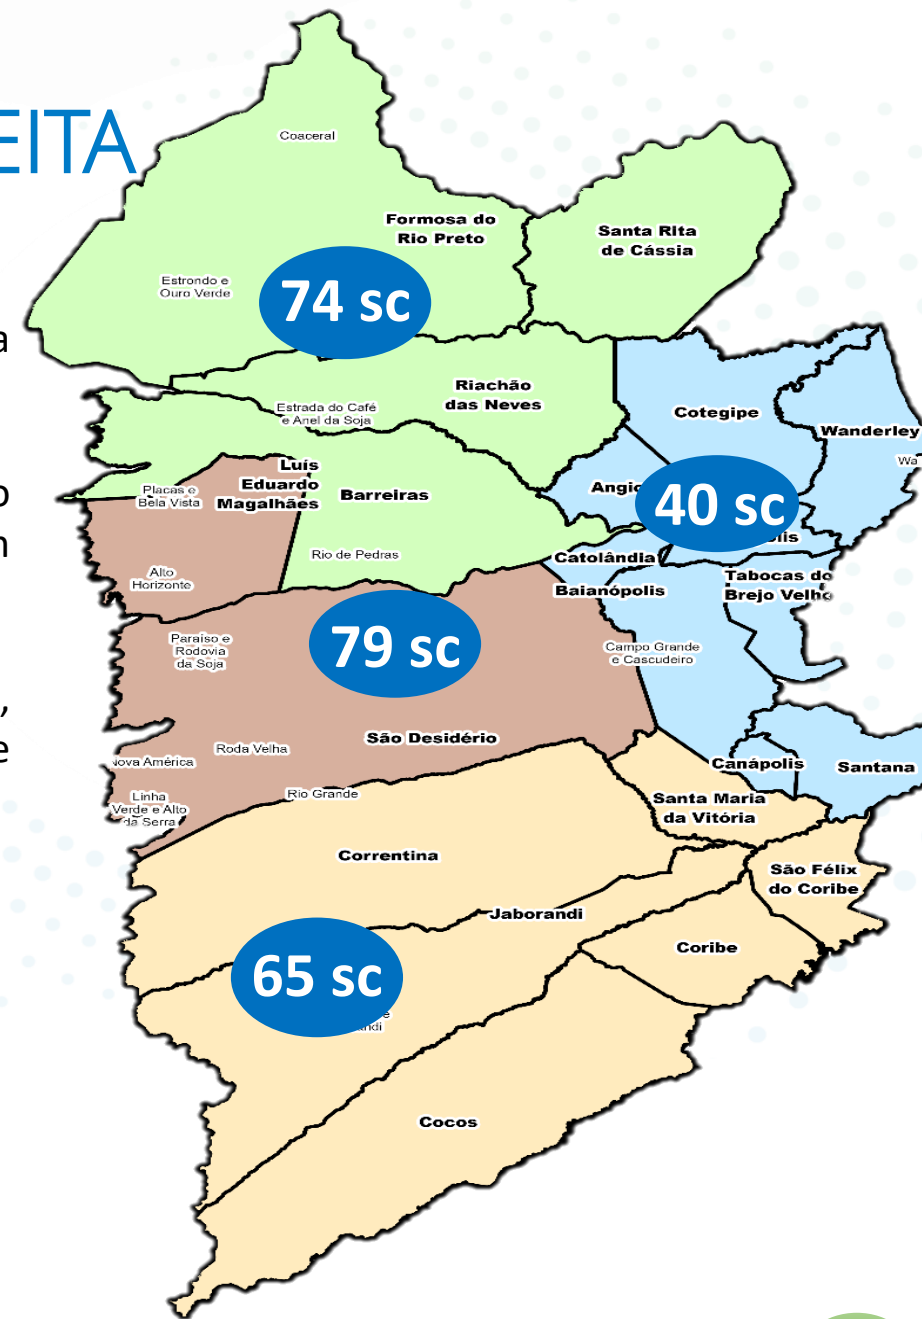 EITA
a
o
m
,
e
Coaceral
Formosa do
Rio Preto
Santa Rita
de Cássia
Estrondo e
Ouro Verde
74 sc
Riachão
das Neves
Estrada do Café
e Anel da Soja
Cotegipe
Wanderley
Wa
Luís
Eduardo
Magalhães
Placas e
Bela Vista
Barreiras
Angic
40 sc
lis
Rio de Pedras
Catolândia
Alto
Horizonte
Baianópolis
Tabocas do
Brejo Velho
79 sc
Paraíso e
Rodovia
da Soja
Campo Grande
e Cascudeiro
São Desidério
Roda Velha
Nova América
Canápolis
Santana
Linha
Verde e Alto
da Serra
Rio Grande
Santa Maria
da Vitória
Correntina
São Félix
do Coribe
Jaborandi
Coribe
65 sc
e
ndi
Cocos